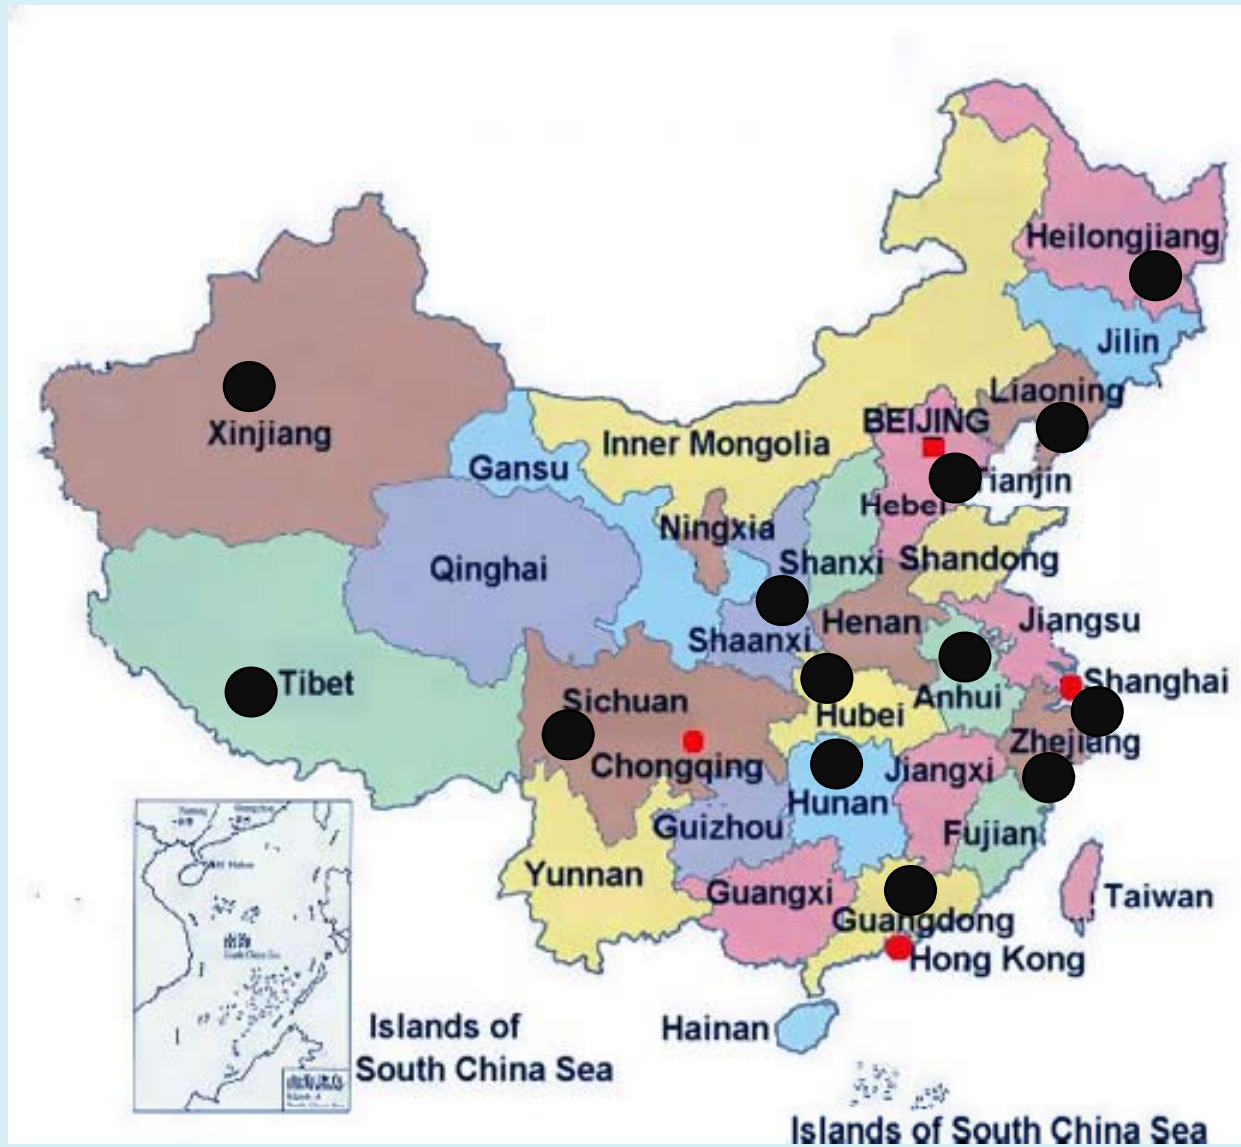 Heilongjiang
Jilin
Liaoning
BEIJING
Xinjiang
Inner Mongolia
Gansu
Tianjin
Hebei
Ningxia
Shanxi
Shandong
Qinghai
Henan
Jiangsu
Shaanxi
Tibet
Shanghai
Sichuan
Anhui
Hubei
Zhejiang
Chongqing
Jiangxi
Hunan
Guizhou
Fujian
Yunnan
Guangxi
Taiwan
Guangdong
Hong Kong
Hainan
Islands of
South China Sea
Islands of South China Sea